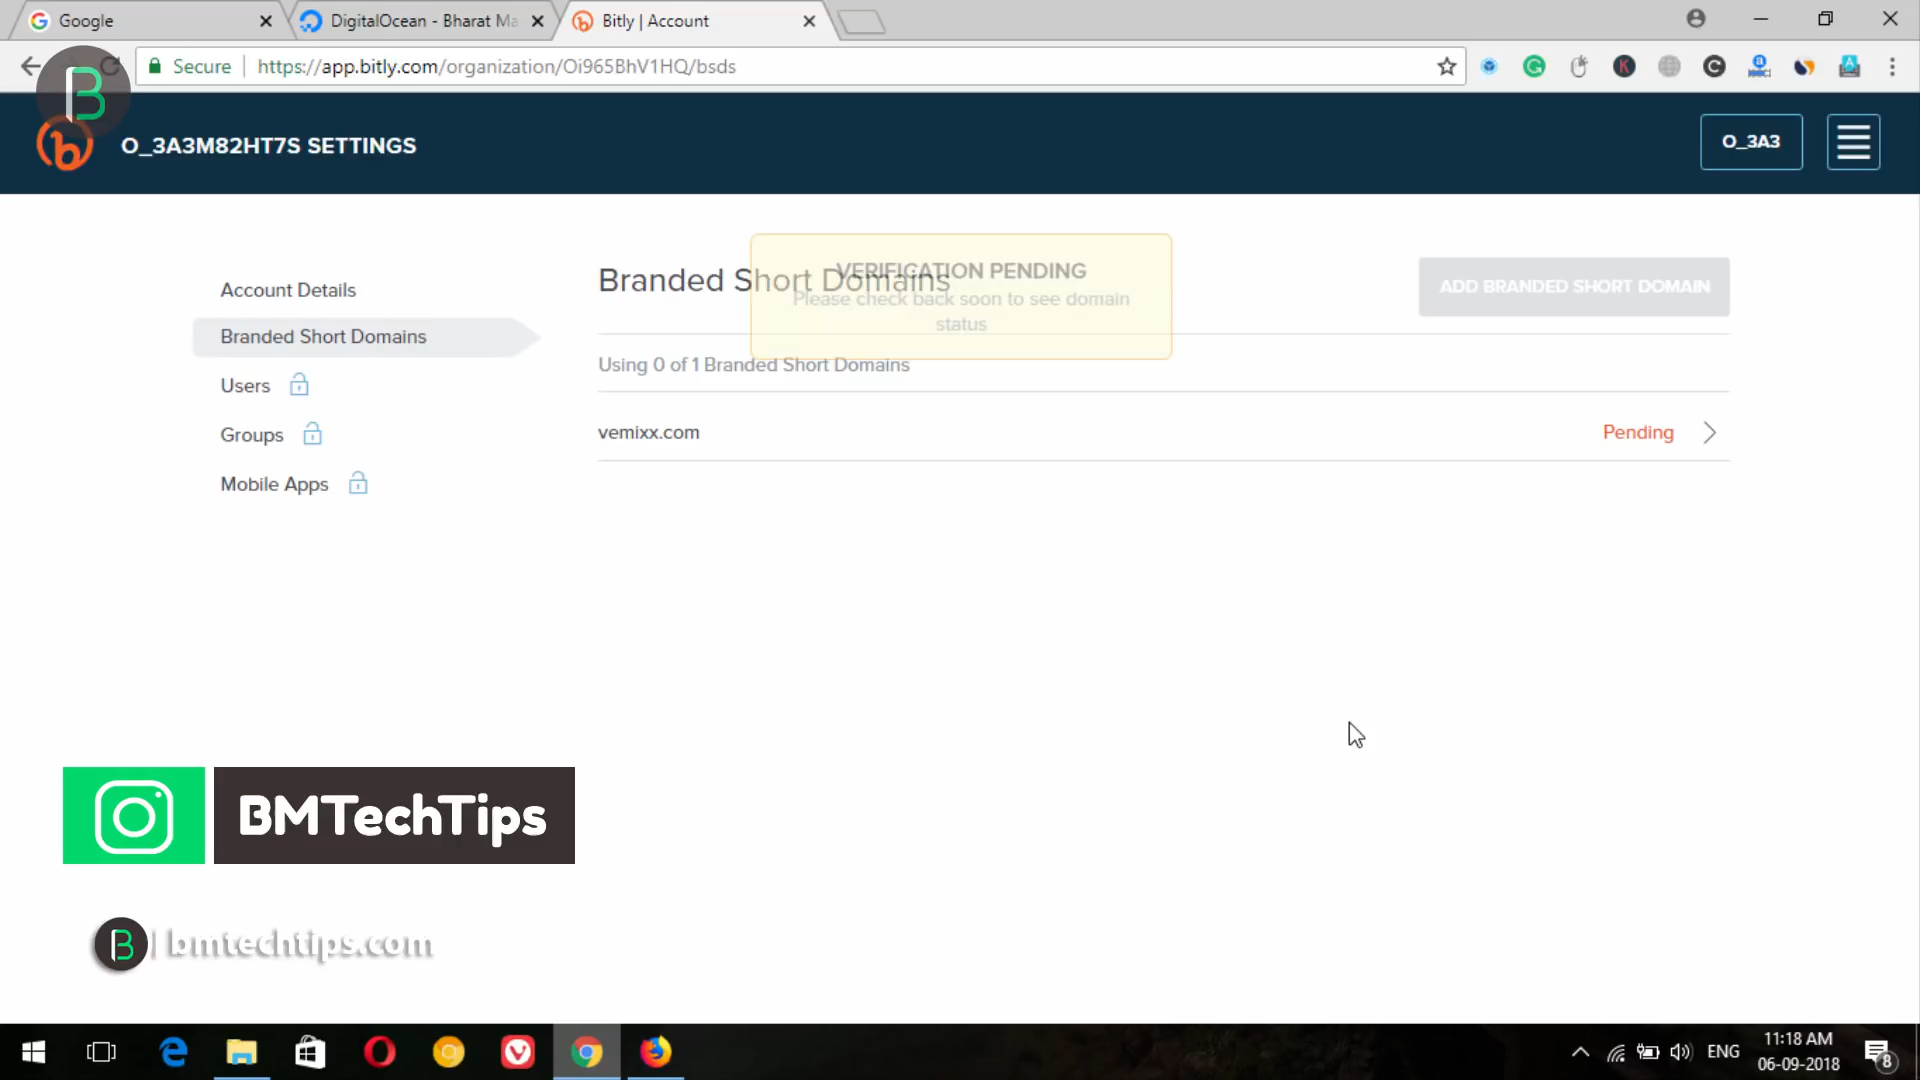 Google
DigitalOcean - Bharat Ma
Bitly | Account
Secure
https://app.bitly.com/organization/Oi965BhV1HQ/bsds
O_3A3M82HT7S SETTINGS
O_3A3
Account Details
Branded Short Domains
Users
Groups
Mobile Apps
Branded Short Domains
VERIFICATION PENDING
Please check back soon to see domain
status
ADD BRANDED SHORT DOMAIN
Using 0 of 1 Branded Short Domains
vemixx.com
Pending
BMTechTips
bmtechtips.com
ENG
11:18 AM
06-09-2018
8